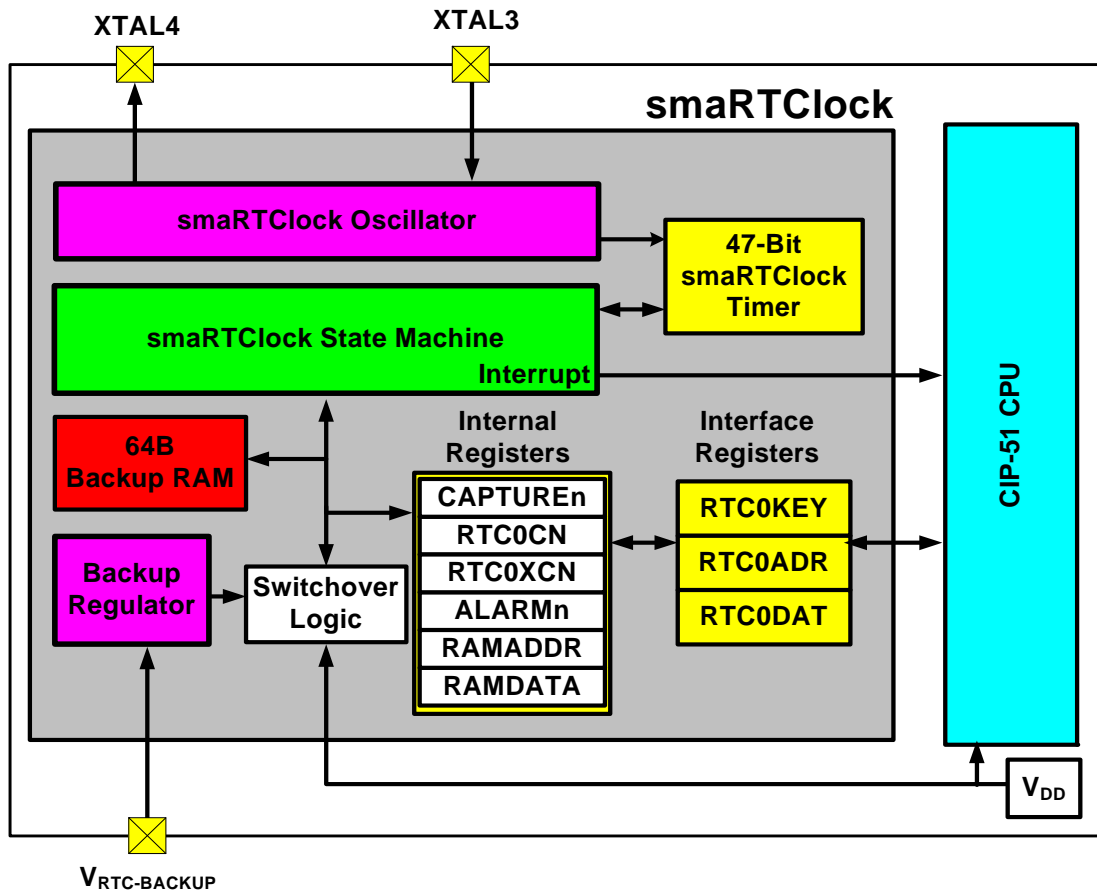 XTAL4
XTAL3
smaRTClock
smaRTClock Oscillator
47-Bit
smaRTClock
Timer
smaRTClock State Machine
Interrupt
CIP-51 CPU
64B
Backup RAM
Internal
Registers
Interface
Registers
CAPTUREn
RTC0CN
RTC0XCN
ALARMn
RAMADDR
RAMDATA
RTC0KEY
RTC0ADR
RTC0DAT
Backup
Regulator
Switchover
Logic
VDD
VRTC-BACKUP